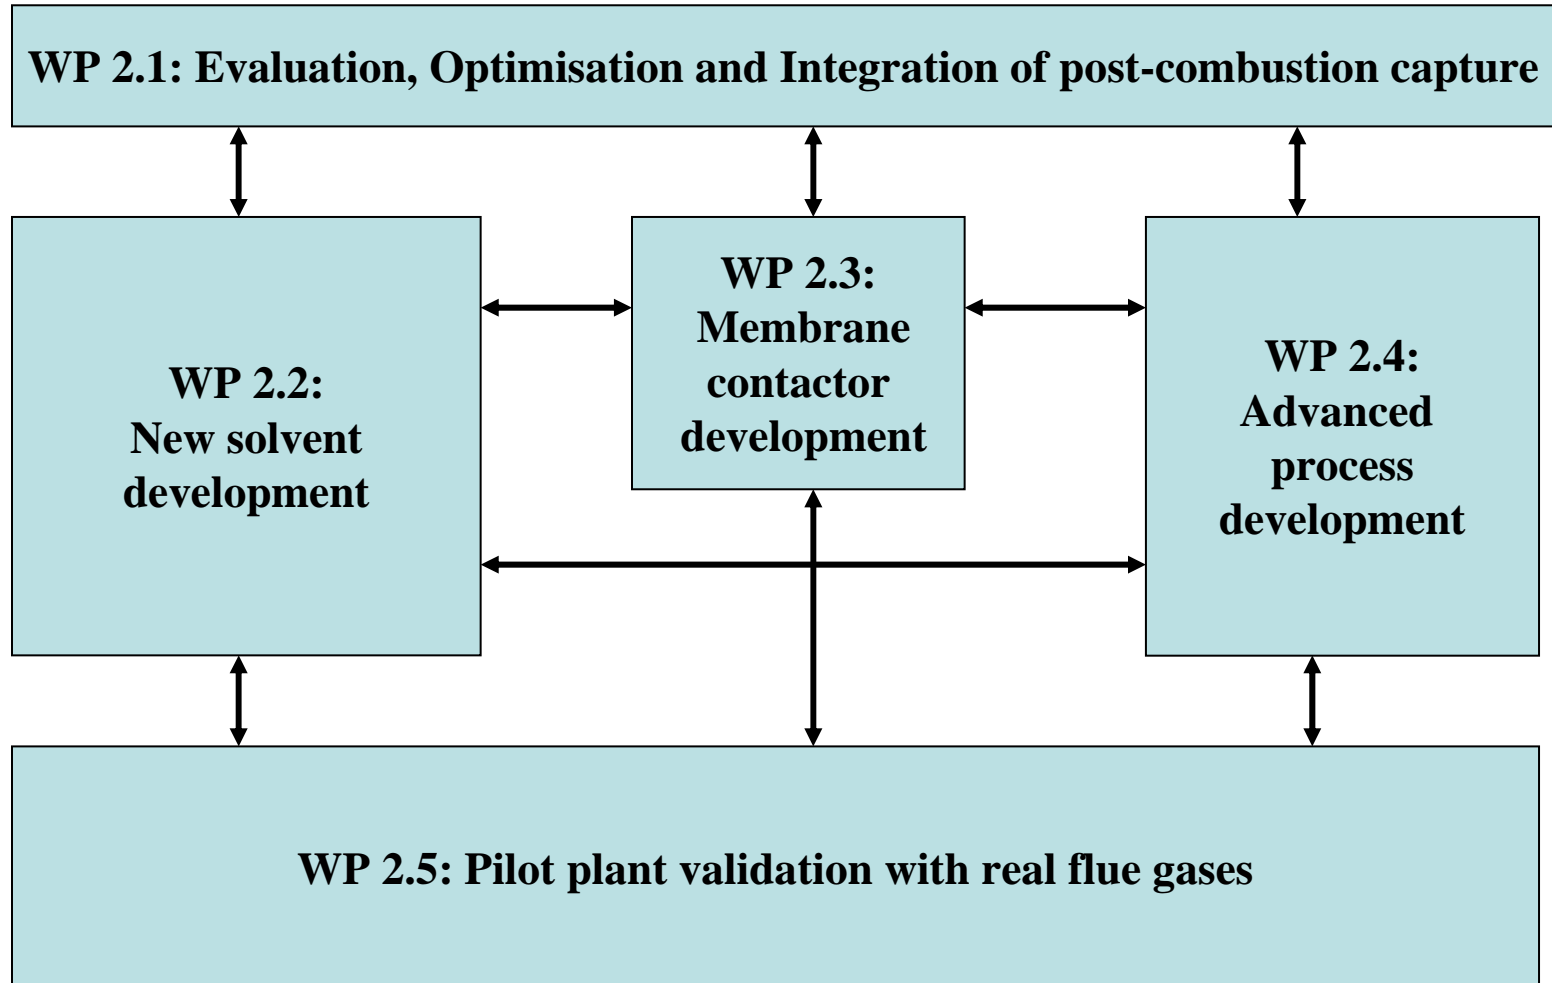 WP 2.1: Evaluation, Optimisation and Integration of post-combustion capture
WP 2.2:
New solvent
development
WP 2.3:
Membrane
contactor
development
WP 2.4:
Advanced
process
development
WP 2.5: Pilot plant validation with real flue gases